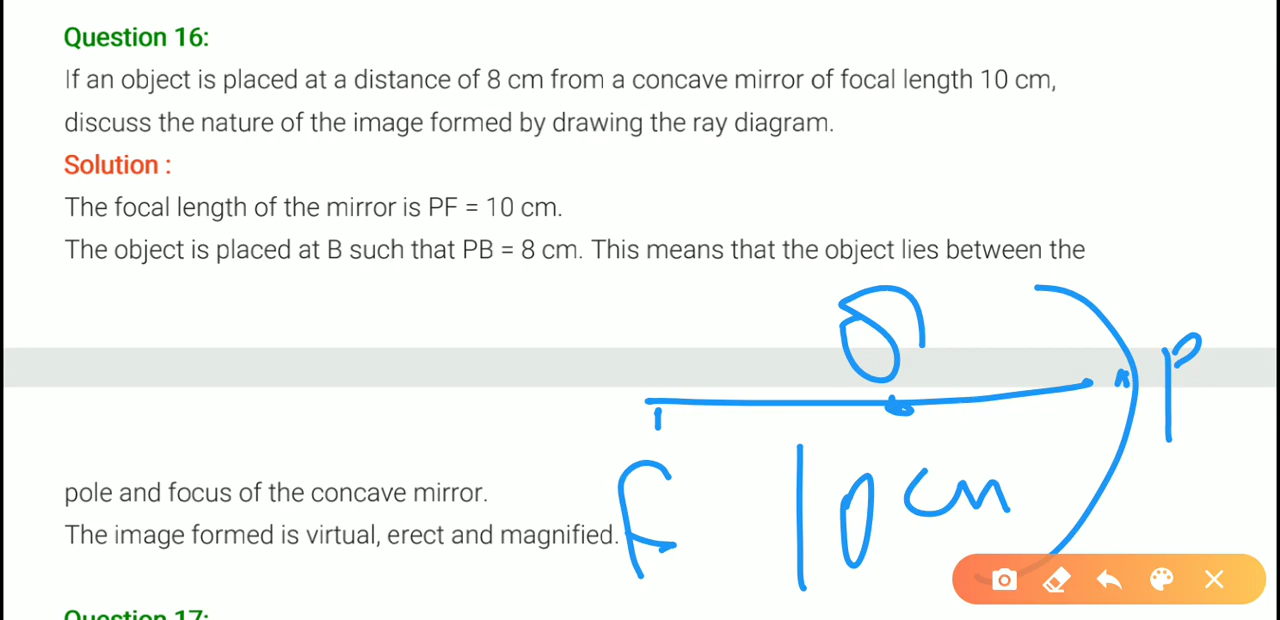 Question 16:
If an object is placed at a distance of 8 cm from a concave mirror of focal length 10 cm,
discuss the nature of the image formed by drawing the ray diagram.
Solution :
The focal length of the mirror is PF = 10 cm.
The object is placed at B such that PB = 8 cm. This means that the object lies between the
8
P
f
10 cm
pole and focus of the concave mirror.
The image formed is virtual, erect and magnified.
Question 17: